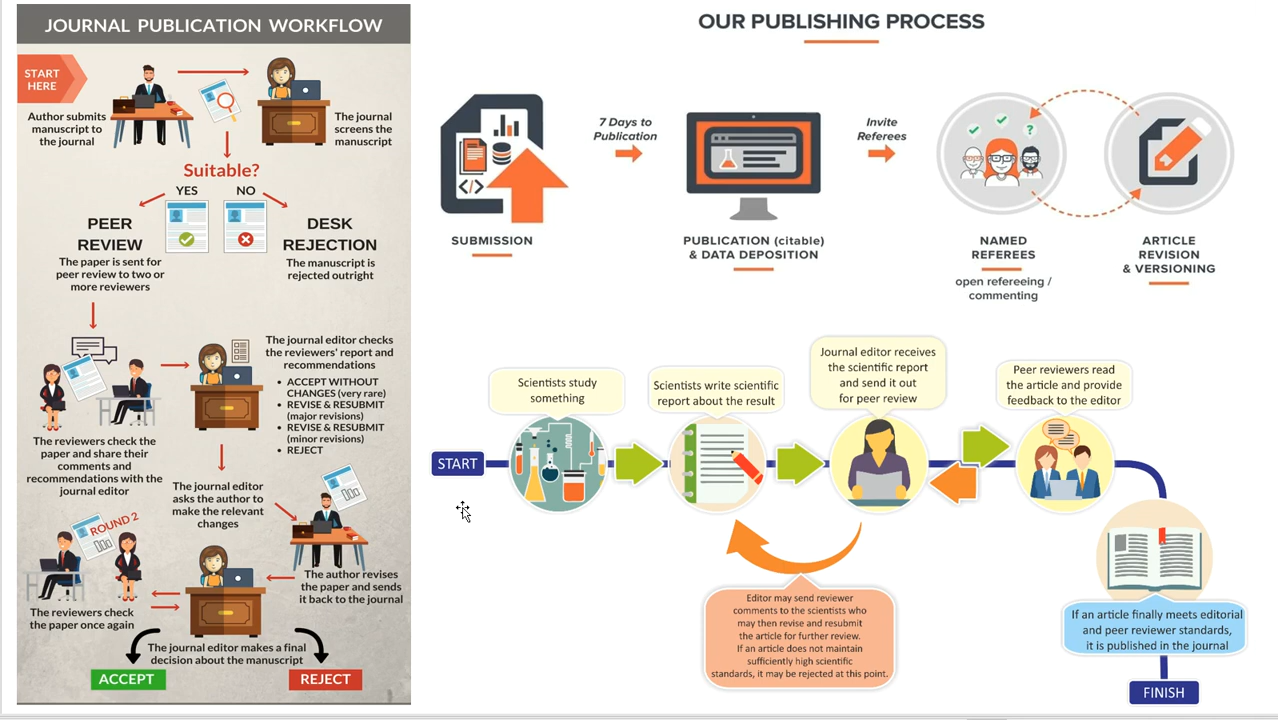 JOURNAL PUBLICATION WORKFLOW
START
HERE
Author submits
manuscript to
the journal
The journal
screens the
manuscript
Suitable?
YES
NO
PEER
REVIEW
DESK
REJECTION
The paper is sent for
peer review to two or
more reviewers
The manuscript is
rejected outright
The journal editor checks
the reviewers' report and
recommendations
• ACCEPT WITHOUT
CHANGES (very rare)
• REVISE & RESUBMIT
(major revisions)
• REVISE & RESUBMIT
(minor revisions)
• REJECT
The reviewers check the
paper and share their
comments and
recommendations with the
journal editor
The journal editor
asks the author to
make the relevant
changes
ROUND 2
The author revises
the paper and sends
it back to the journal
The reviewers check
the paper once again
The journal editor makes a final
decision about the manuscript
ACCEPT
REJECT
OUR PUBLISHING PROCESS
7 Days to
Publication
Invite
Referees
SUBMISSION
PUBLICATION (citable)
& DATA DEPOSITION
NAMED
REFEREES
open refereeing /
commenting
ARTICLE
REVISION
& VERSIONING
START
Scientists study
something
Scientists write scientific
report about the result
Journal editor receives
the scientific report
and send it out
for peer review
Peer reviewers read
the article and provide
feedback to the editor
Editor may send reviewer
comments to the scientists who
may then revise and resubmit
the article for further review.
If an article does not maintain
sufficiently high scientific
standards, it may be rejected at this point.
If an article finally meets editorial
and peer reviewer standards,
it is published in the journal
FINISH